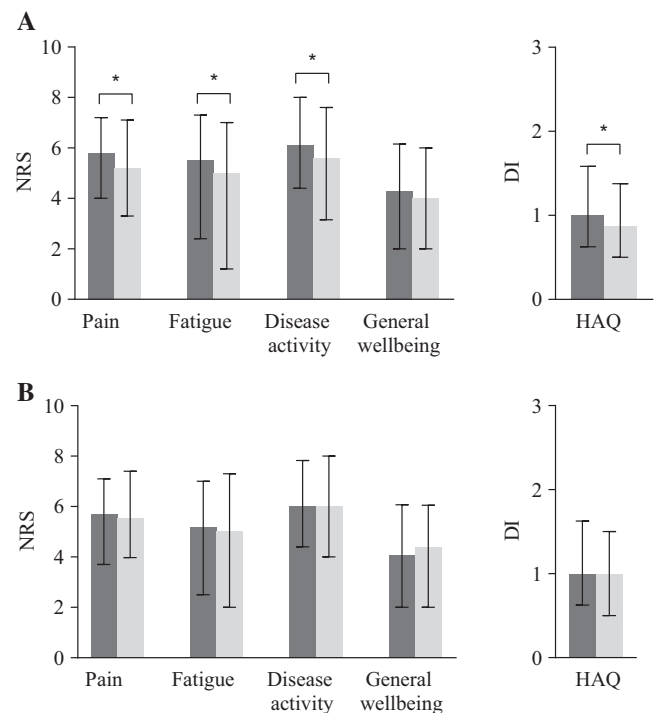 A
10
8
6
4
2
0
NRS
* * *
Pain Fatigue Disease activity General wellbeing
3
2
1
0
DI
*
HAQ
B
10
8
6
4
2
0
NRS
Pain Fatigue Disease activity General wellbeing
3
2
1
0
DI
HAQ